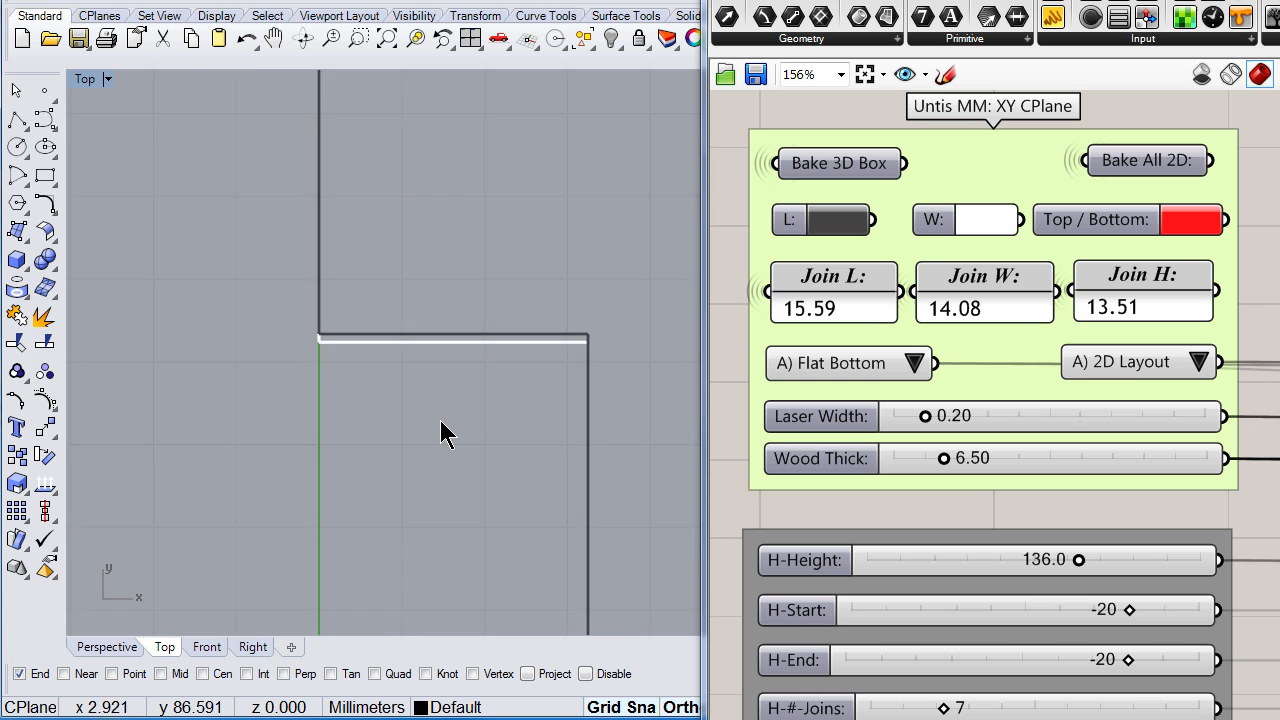 Standard CPlanes Set View Display Select Viewport Layout Visibility Transform Curve Tools Surface Tools Solid
Geometry Primitive Input
156%
Top
Untis MM: XY CPlane
Bake 3D Box Bake All 2D:
L: W: Top / Bottom:
Join L: Join W: Join H:
15.59 14.08 13.51
A) Flat Bottom A) 2D Layout
Laser Width: 0.20
Wood Thick: 6.50
H-Height: 136.0
H-Start: -20
H-End: -20
H-#-Joins: 7
y
x
Perspective Top Front Right
End Near Point Mid Cen Int Perp Tan Quad Knot Vertex Project Disable
CPlane x 2.921 y 86.591 z 0.000 Millimeters Default Grid Sna Orth